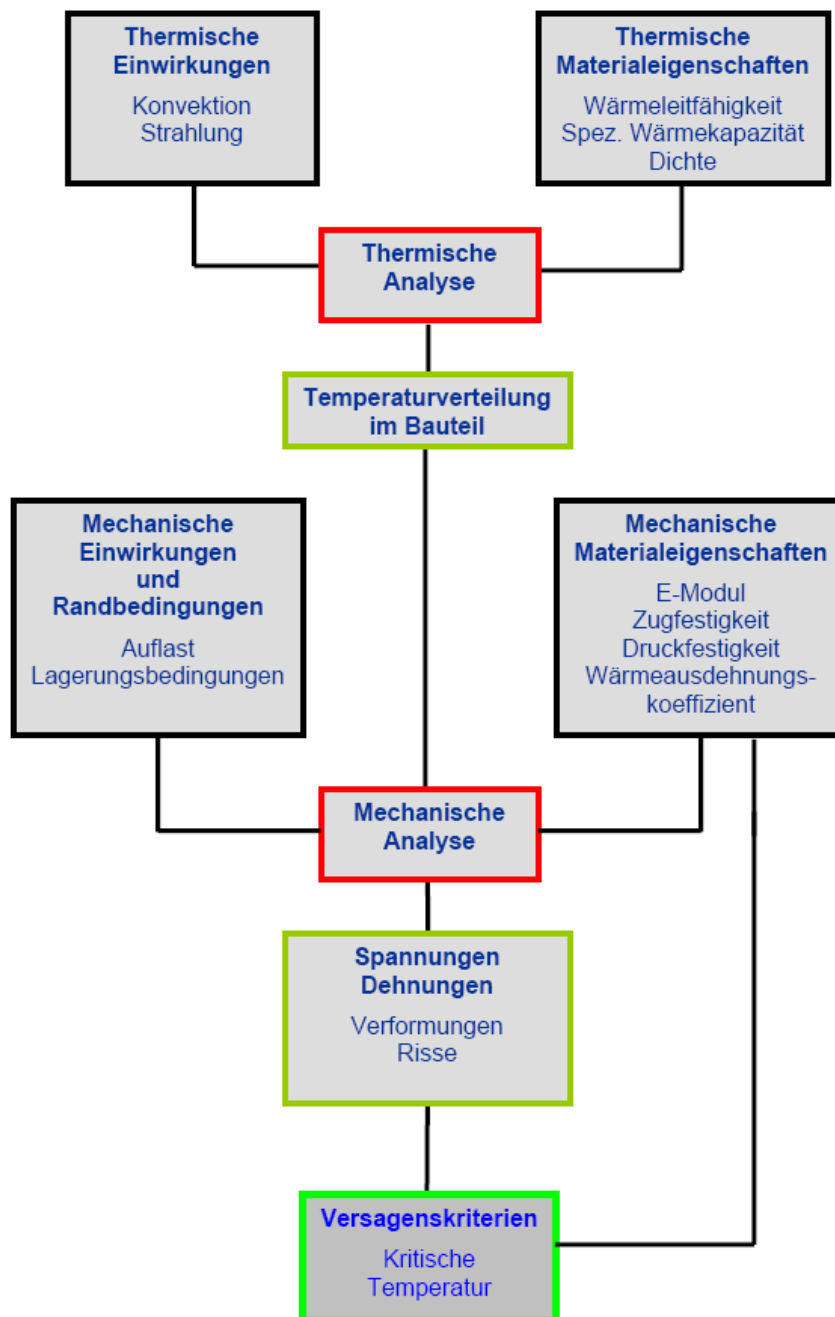 Thermische
Einwirkungen
Konvektion
Strahlung
Thermische
Materialeigenschaften
Wärmeleitfähigkeit
Spez. Wärmekapazität
Dichte
Thermische
Analyse
Temperaturverteilung
im Bauteil
Mechanische
Einwirkungen
und
Randbedingungen
Auflast
Lagerungsbedingungen
Mechanische
Materialeigenschaften
E-Modul
Zugfestigkeit
Druckfestigkeit
Wärmeausdehnungs-
koeffizient
Mechanische
Analyse
Spannungen
Dehnungen
Verformungen
Risse
Versagenskriterien
Kritische
Temperatur